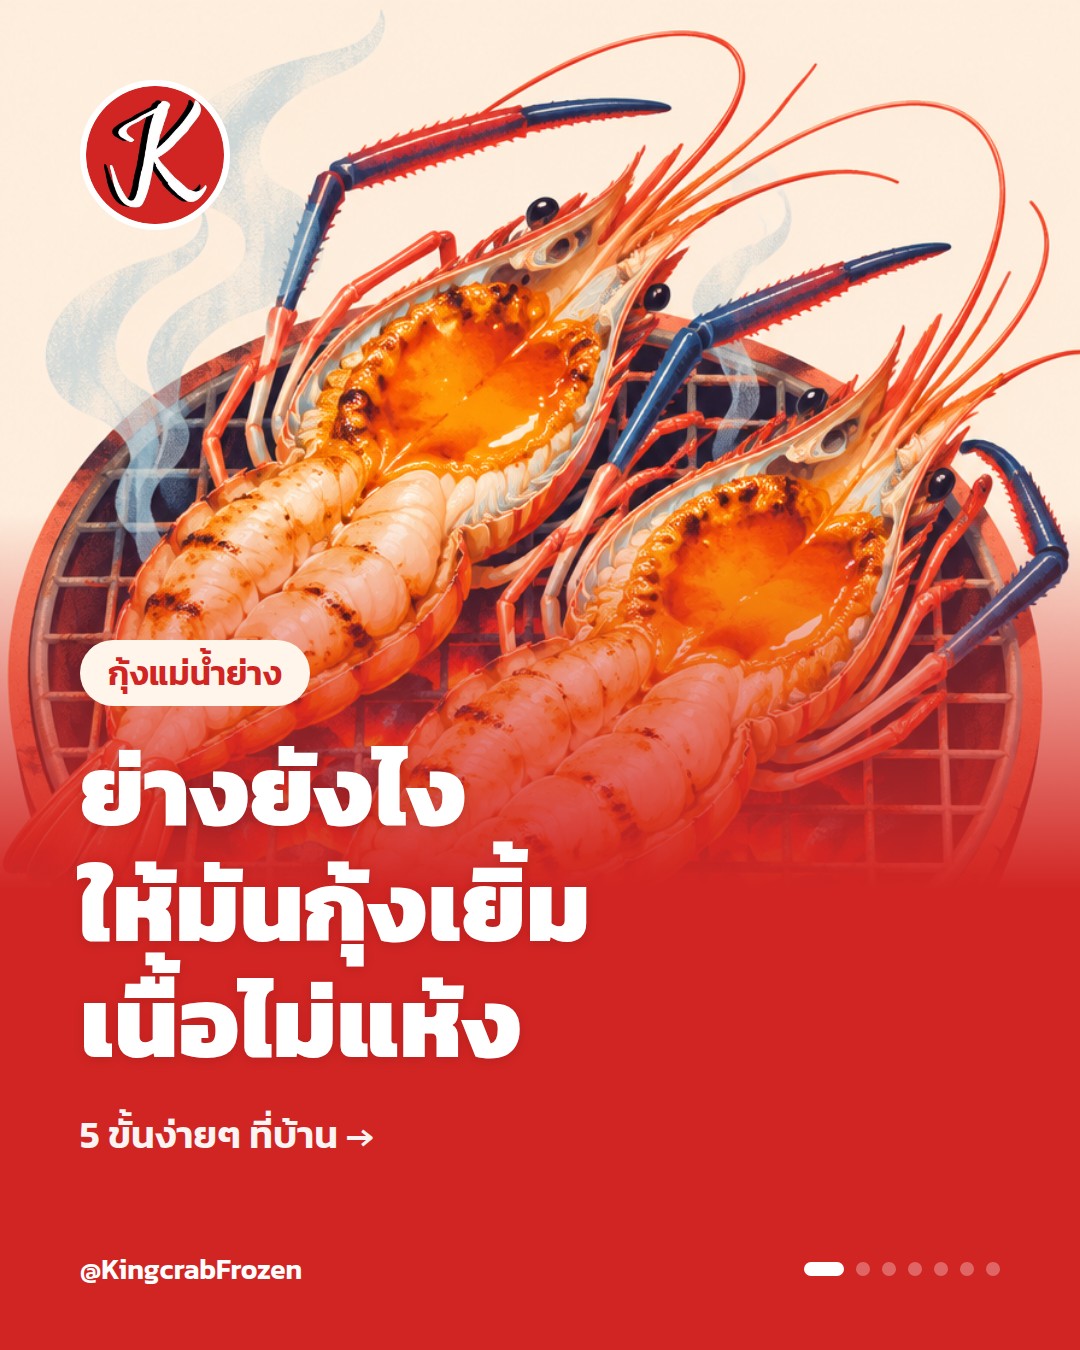 K
กุ้งแม่น้ำย่าง
ย่างยังไง
ให้มันกุ้งเยิ้ม
เนื้อไม่แห้ง
5 ขั้นง่ายๆ ที่บ้าน →
@KingcrabFrozen